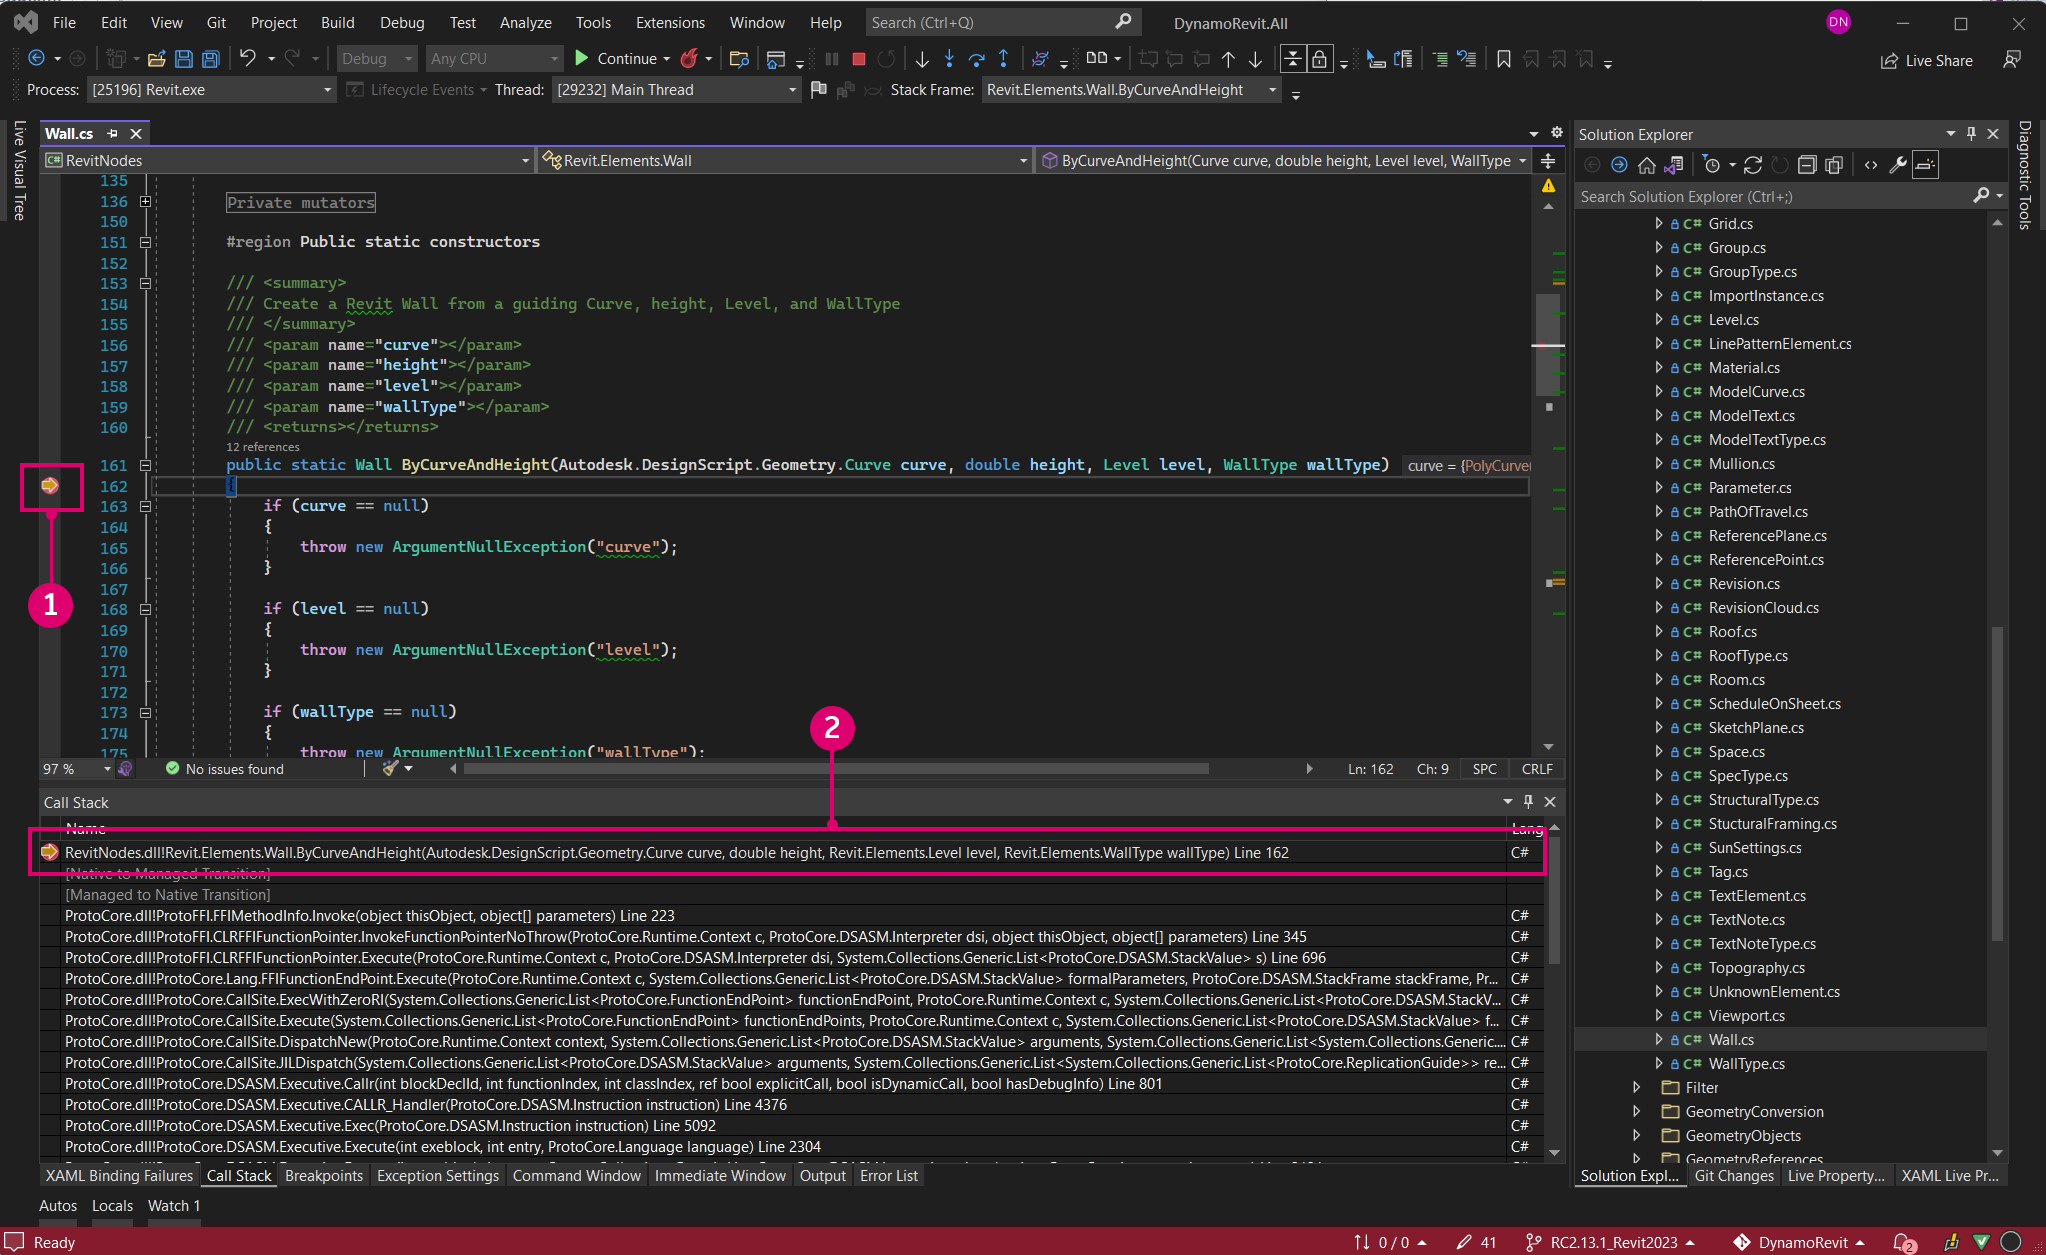 File Edit View Git Project Build Debug Test Analyze Tools Extensions Window Help Search (Ctrl+Q) DynamoRevit.All DN
Debug Any CPU Continue Live Share
Process: [25196] Revit.exe Lifecycle Events Thread: [29232] Main Thread Stack Frame: Revit.Elements.Wall.ByCurveAndHeight
Live Visual Tree
Wall.cs
RevitNodes Revit.Elements.Wall ByCurveAndHeight(Curve curve, double height, Level level, WallType
135
136 Private mutators
150
151 #region Public static constructors
152
153 /// <summary>
154 /// Create a Revit Wall from a guiding Curve, height, Level, and WallType
155 /// </summary>
156 /// <param name="curve"></param>
157 /// <param name="height"></param>
158 /// <param name="level"></param>
159 /// <param name="wallType"></param>
160 /// <returns></returns>
12 references
161 public static Wall ByCurveAndHeight(Autodesk.DesignScript.Geometry.Curve curve, double height, Level level, WallType wallType) curve = {PolyCurve(
162 {
163 if (curve == null)
164 {
165 throw new ArgumentNullException("curve");
166 }
167
168 if (level == null)
169 {
170 throw new ArgumentNullException("level");
171 }
172
173 if (wallType == null)
174 {
175 throw new ArgumentNullException("wallType");
1
2
97 % No issues found Ln: 162 Ch: 9 SPC CRLF
Call Stack
Name Lang
RevitNodes.dll!Revit.Elements.Wall.ByCurveAndHeight(Autodesk.DesignScript.Geometry.Curve curve, double height, Revit.Elements.Level level, Revit.Elements.WallType wallType) Line 162 C#
[Native to Managed Transition]
[Managed to Native Transition]
ProtoCore.dll!ProtoFFI.FFIMethodInfo.Invoke(object thisObject, object[] parameters) Line 223 C#
ProtoCore.dll!ProtoFFI.CLRFFIFunctionPointer.InvokeFunctionPointerNoThrow(ProtoCore.Runtime.Context c, ProtoCore.DSASM.Interpreter dsi, object thisObject, object[] parameters) Line 345 C#
ProtoCore.dll!ProtoFFI.CLRFFIFunctionPointer.Execute(ProtoCore.Runtime.Context c, ProtoCore.DSASM.Interpreter dsi, System.Collections.Generic.List<ProtoCore.DSASM.StackValue> s) Line 696 C#
ProtoCore.dll!ProtoCore.Lang.FFIFunctionEndPoint.Execute(ProtoCore.Runtime.Context c, System.Collections.Generic.List<ProtoCore.DSASM.StackValue> formalParameters, ProtoCore.DSASM.StackFrame stackFrame, Pr... C#
ProtoCore.dll!ProtoCore.CallSite.ExecWithZeroRI(System.Collections.Generic.List<ProtoCore.FunctionEndPoint> functionEndPoint, ProtoCore.Runtime.Context c, System.Collections.Generic.List<ProtoCore.DSASM.StackV... C#
ProtoCore.dll!ProtoCore.CallSite.Execute(System.Collections.Generic.List<ProtoCore.FunctionEndPoint> functionEndPoints, ProtoCore.Runtime.Context c, System.Collections.Generic.List<ProtoCore.DSASM.StackValue> f... C#
ProtoCore.dll!ProtoCore.CallSite.DispatchNew(ProtoCore.Runtime.Context context, System.Collections.Generic.List<ProtoCore.DSASM.StackValue> arguments, System.Collections.Generic.List<System.Collections.Generic.... C#
ProtoCore.dll!ProtoCore.CallSite.JILDispatch(System.Collections.Generic.List<ProtoCore.DSASM.StackValue> arguments, System.Collections.Generic.List<System.Collections.Generic.List<ProtoCore.ReplicationGuide>> re... C#
ProtoCore.dll!ProtoCore.DSASM.Executive.Callr(int blockDeclId, int functionIndex, int classIndex, ref bool explicitCall, bool isDynamicCall, bool hasDebugInfo) Line 801 C#
ProtoCore.dll!ProtoCore.DSASM.Executive.CALLR_Handler(ProtoCore.DSASM.Instruction instruction) Line 4376 C#
ProtoCore.dll!ProtoCore.DSASM.Executive.Exec(ProtoCore.DSASM.Instruction instruction) Line 5092 C#
ProtoCore.dll!ProtoCore.DSASM.Executive.Execute(int exeblock, int entry, ProtoCore.Language language) Line 2304 C#
XAML Binding Failures Call Stack Breakpoints Exception Settings Command Window Immediate Window Output Error List
Autos Locals Watch 1
Solution Explorer
Search Solution Explorer (Ctrl+;)
C# Grid.cs
C# Group.cs
C# GroupType.cs
C# ImportInstance.cs
C# Level.cs
C# LinePatternElement.cs
C# Material.cs
C# ModelCurve.cs
C# ModelText.cs
C# ModelTextType.cs
C# Mullion.cs
C# Parameter.cs
C# PathOfTravel.cs
C# ReferencePlane.cs
C# ReferencePoint.cs
C# Revision.cs
C# RevisionCloud.cs
C# Roof.cs
C# RoofType.cs
C# Room.cs
C# ScheduleOnSheet.cs
C# SketchPlane.cs
C# Space.cs
C# SpecType.cs
C# StructuralType.cs
C# StucturalFraming.cs
C# SunSettings.cs
C# Tag.cs
C# TextElement.cs
C# TextNote.cs
C# TextNoteType.cs
C# Topography.cs
C# UnknownElement.cs
C# Viewport.cs
C# Wall.cs
C# WallType.cs
Filter
GeometryConversion
GeometryObjects
GeometryReferences
Solution Expl... Git Changes Live Property... XAML Live Pr...
Diagnostic Tools
Ready 0 / 0 41 RC2.13.1_Revit2023 DynamoRevit 2